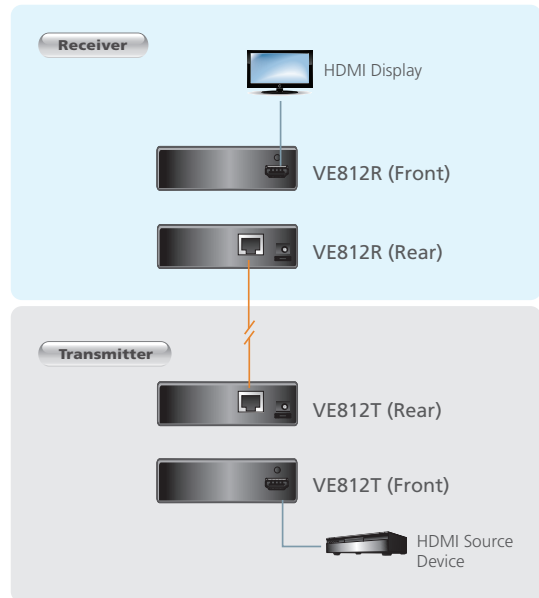 Receiver
HDMI Display
VE812R (Front)
VE812R (Rear)
Transmitter
VE812T (Rear)
VE812T (Front)
HDMI Source
Device